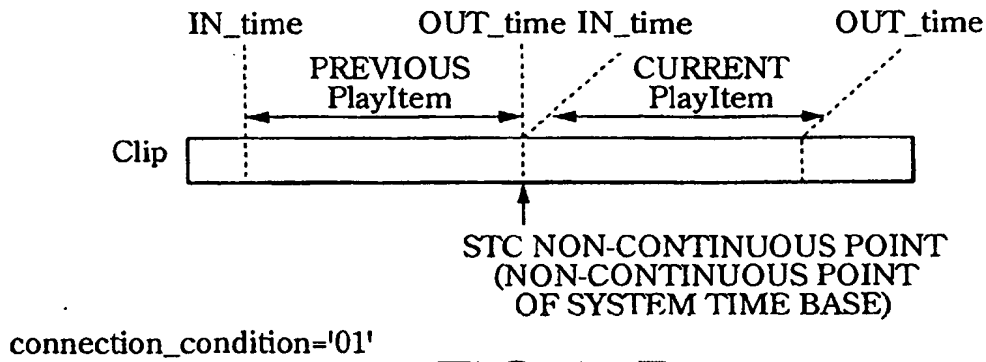 IN_time OUT_time IN_time OUT_time
PREVIOUS PlayItem
CURRENT PlayItem
Clip
STC NON-CONTINUOUS POINT
(NON-CONTINUOUS POINT
OF SYSTEM TIME BASE)
connection_condition='01'